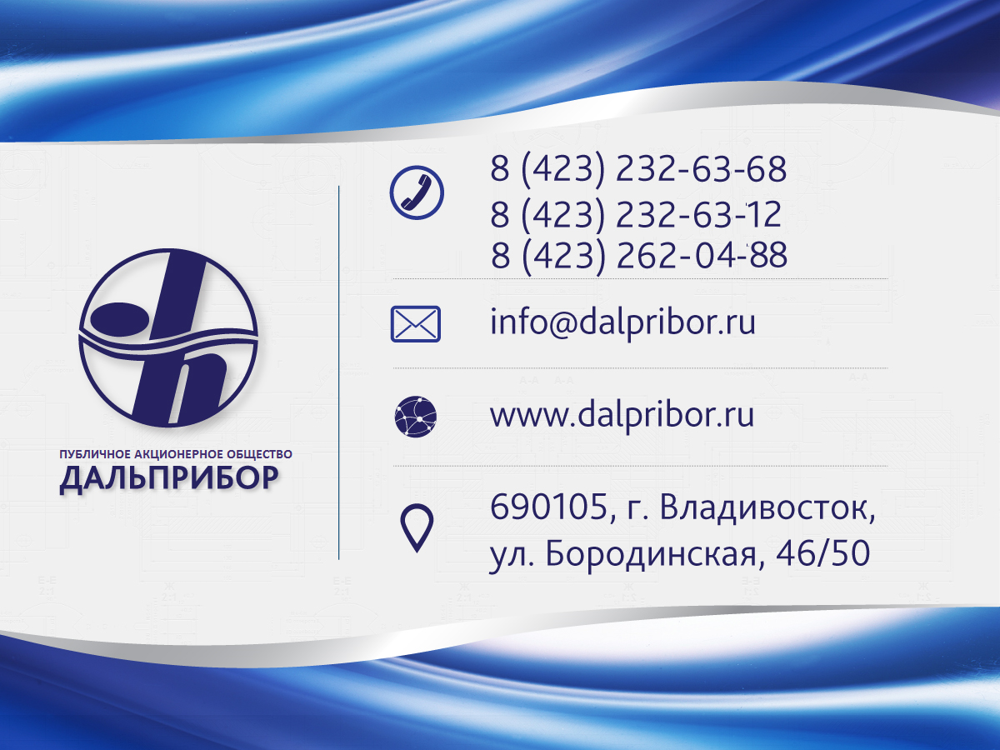 ПУБЛИЧНОЕ АКЦИОНЕРНОЕ ОБЩЕСТВО
ДАЛЬПРИБОР
8 (423) 232-63-68
8 (423) 232-63-12
8 (423) 262-04-88
info@dalpribor.ru
www.dalpribor.ru
690105, г. Владивосток,
ул. Бородинская, 46/50